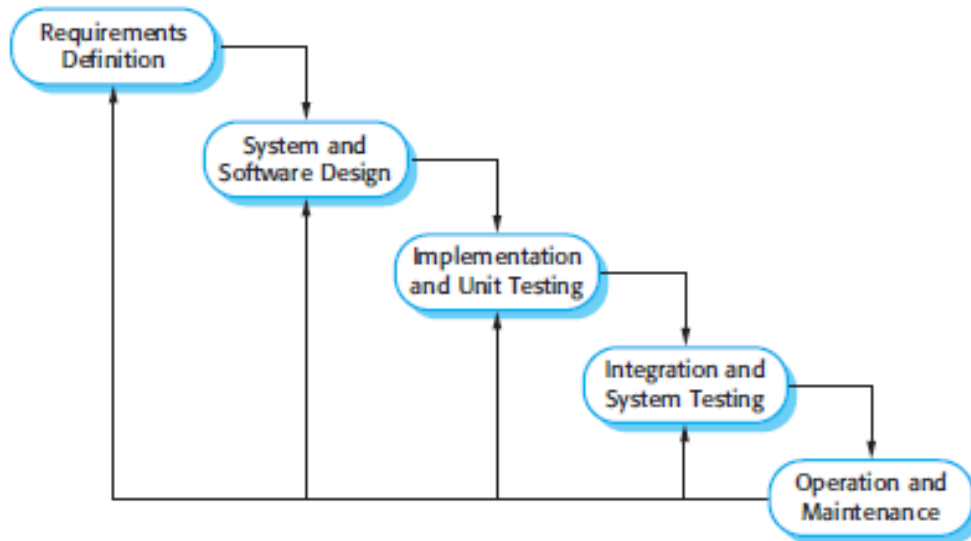 Requirements
Definition
System and
Software Design
Implementation
and Unit Testing
Integration and
System Testing
Operation and
Maintenance